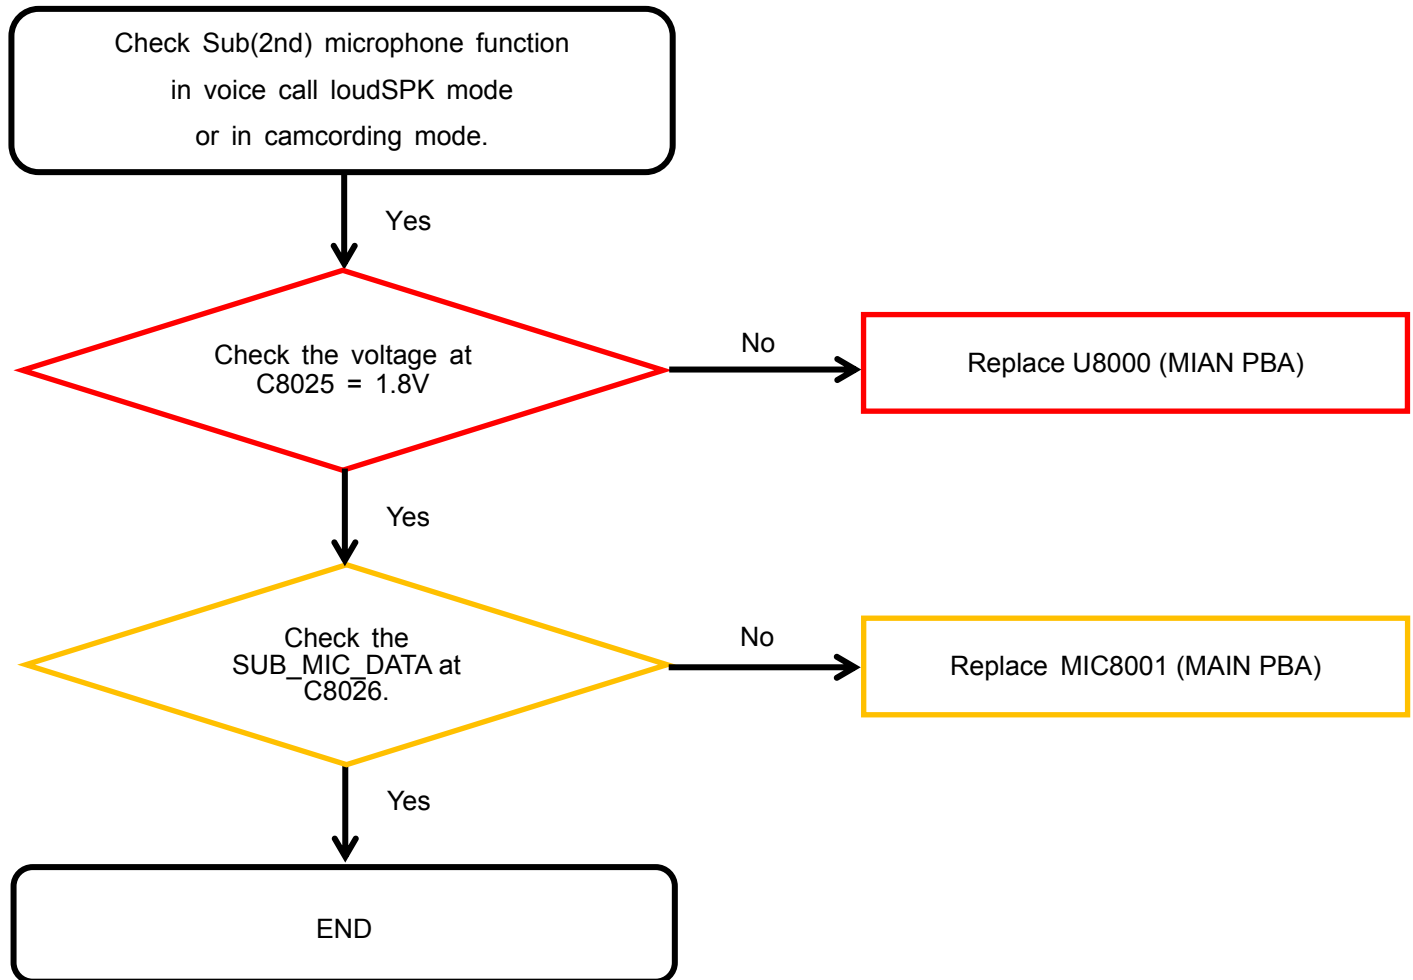 Check Sub(2nd) microphone function
in voice call loudSPK mode
or in camcording mode.
Yes
Check the voltage at
C8025 = 1.8V
No
Replace U8000 (MIAN PBA)
Yes
Check the
SUB_MIC_DATA at
C8026.
No
Replace MIC8001 (MAIN PBA)
Yes
END